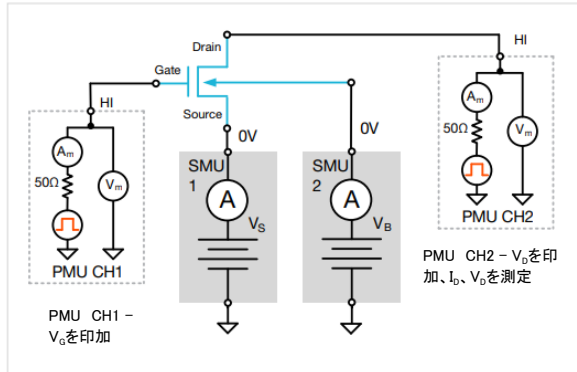 Drain
HI
Gate
HI
Source
0V
0V
Am
50Ω
Vm
PMU CH1
SMU
1
A
VS
SMU
2
A
VB
Am
50Ω
Vm
PMU CH2
PMU CH2 – VDを印
加、ID、VDを測定
PMU CH1 –
VGを印加